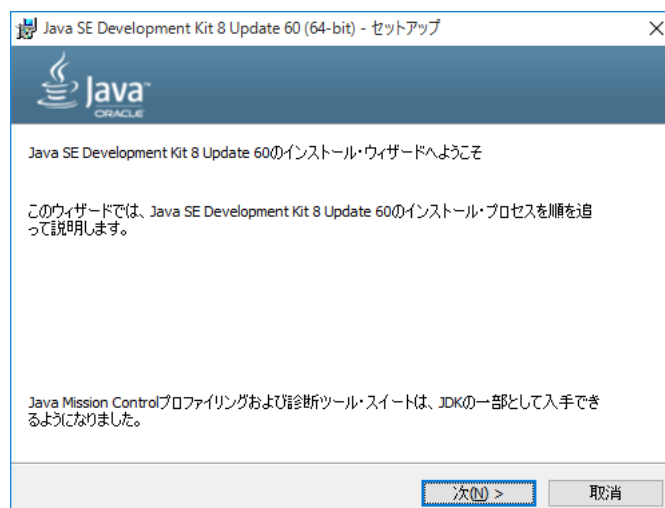 Java SE Development Kit 8 Update 60 (64-bit) - セットアップ
Java™
ORACLE
Java SE Development Kit 8 Update 60のインストール・ウィザードへようこそ
このウィザードでは、Java SE Development Kit 8 Update 60のインストール・プロセスを順を追
って説明します。
Java Mission Controlプロファイリングおよび診断ツール・スイートは、JDKの一部として入手でき
るようになりました。
次(N) >
取消